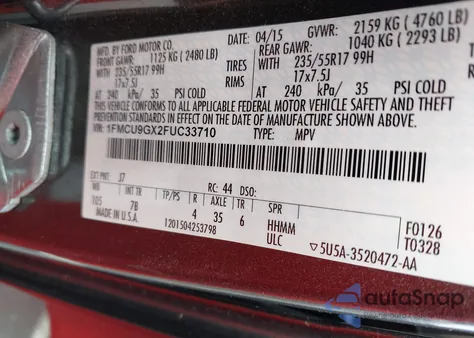 MFD. BY FORD MOTOR CO. DATE: 04/15 GVWR: 2159 KG ( 4760 LB)
FRONT GAWR: 1125 KG ( 2480 LB) REAR GAWR: 1040 KG ( 2293 LB)
235/55R17 99H TIRES WITH 235/55R17 99H
17x7.5J RIMS 17x7.5J
AT 240 kPa/ 35 PSI COLD AT 240 kPa/ 35 PSI COLD
THIS VEHICLE CONFORMS TO ALL APPLICABLE FEDERAL MOTOR VEHICLE SAFETY AND THEFT
PREVENTION STANDARDS IN EFFECT ON THE DATE OF MANUFACTURE SHOWN ABOVE.
VIN: 1FMCU9GX2FUC33710 TYPE: MPV
EXT PNT: J7 RC: 44 DSO:
WB INT TR TP/PS R AXLE TR SPR
105 7B 4 35 6 HHMM F0126
MADE IN U.S.A. 1201504253798 ULC T0328
▽5U5A-3520472-AA
autoSnap